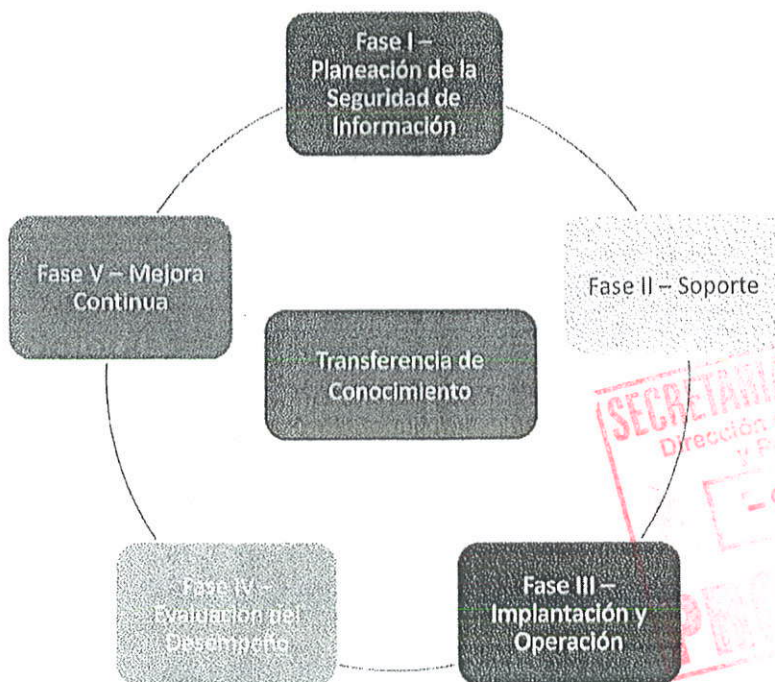 Fase I –
Planeación de la
Seguridad de
Información
Fase II – Soporte
Fase III –
Implantación y
Operación
Fase IV –
Evaluación del
Desempeño
Fase V – Mejora
Continua
Transferencia de
Conocimiento
Dirección